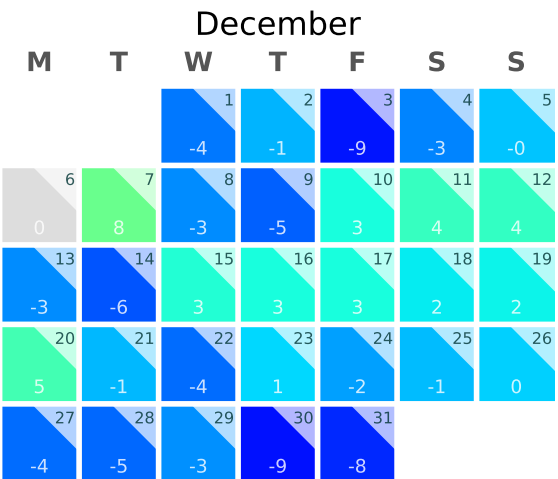 December
M T W T F S S
1 2 3 4 5
-4 -1 -9 -3 -0
6 7 8 9 10 11 12
0 8 -3 -5 3 4 4
13 14 15 16 17 18 19
-3 -6 3 3 3 2 2
20 21 22 23 24 25 26
5 -1 -4 1 -2 -1 0
27 28 29 30 31
-4 -5 -3 -9 -8